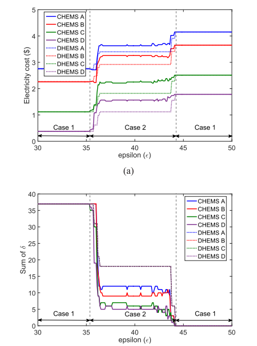 Electricity cost ($)
5
4
3
2
1
0
CHEMS A
CHEMS B
CHEMS C
CHEMS D
DHEMS A
DHEMS B
DHEMS C
DHEMS D
Case 1
Case 2
Case 1
30
35
40
45
50
epsilon (ϵ)
(a)
Sum of δ
40
35
30
25
20
15
10
5
0
CHEMS A
CHEMS B
CHEMS C
CHEMS D
DHEMS A
DHEMS B
DHEMS C
DHEMS D
Case 1
Case 2
Case 1
30
35
40
45
50
epsilon (ϵ)